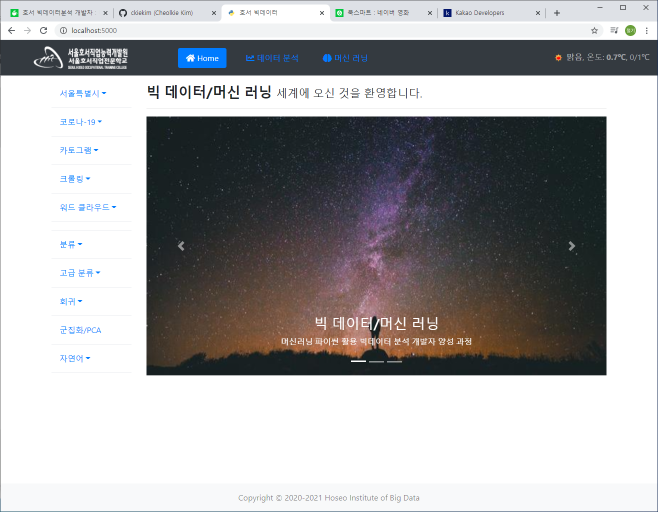 호서 빅데이터분석 개발자
ckiekim (Cheolkie Kim)
호서 빅데이터
폭스파트 : 네이버 영화
Kakao Developers
localhost:5000
서울호서직업능력개발원
서울호서직업전문학교
Home
데이터 분석
머신 러닝
맑음, 온도: 0.7℃, 0/1℃
서울특별시
코로나-19
카토그램
크롤링
워드 클라우드
분류
고급 분류
회귀
군집화/PCA
자연어
빅 데이터/머신 러닝 세계에 오신 것을 환영합니다.
빅 데이터/머신 러닝
머신러닝 파이썬 활용 빅데이터 분석 개발자 양성 과정
Copyright © 2020-2021 Hoseo Institute of Big Data